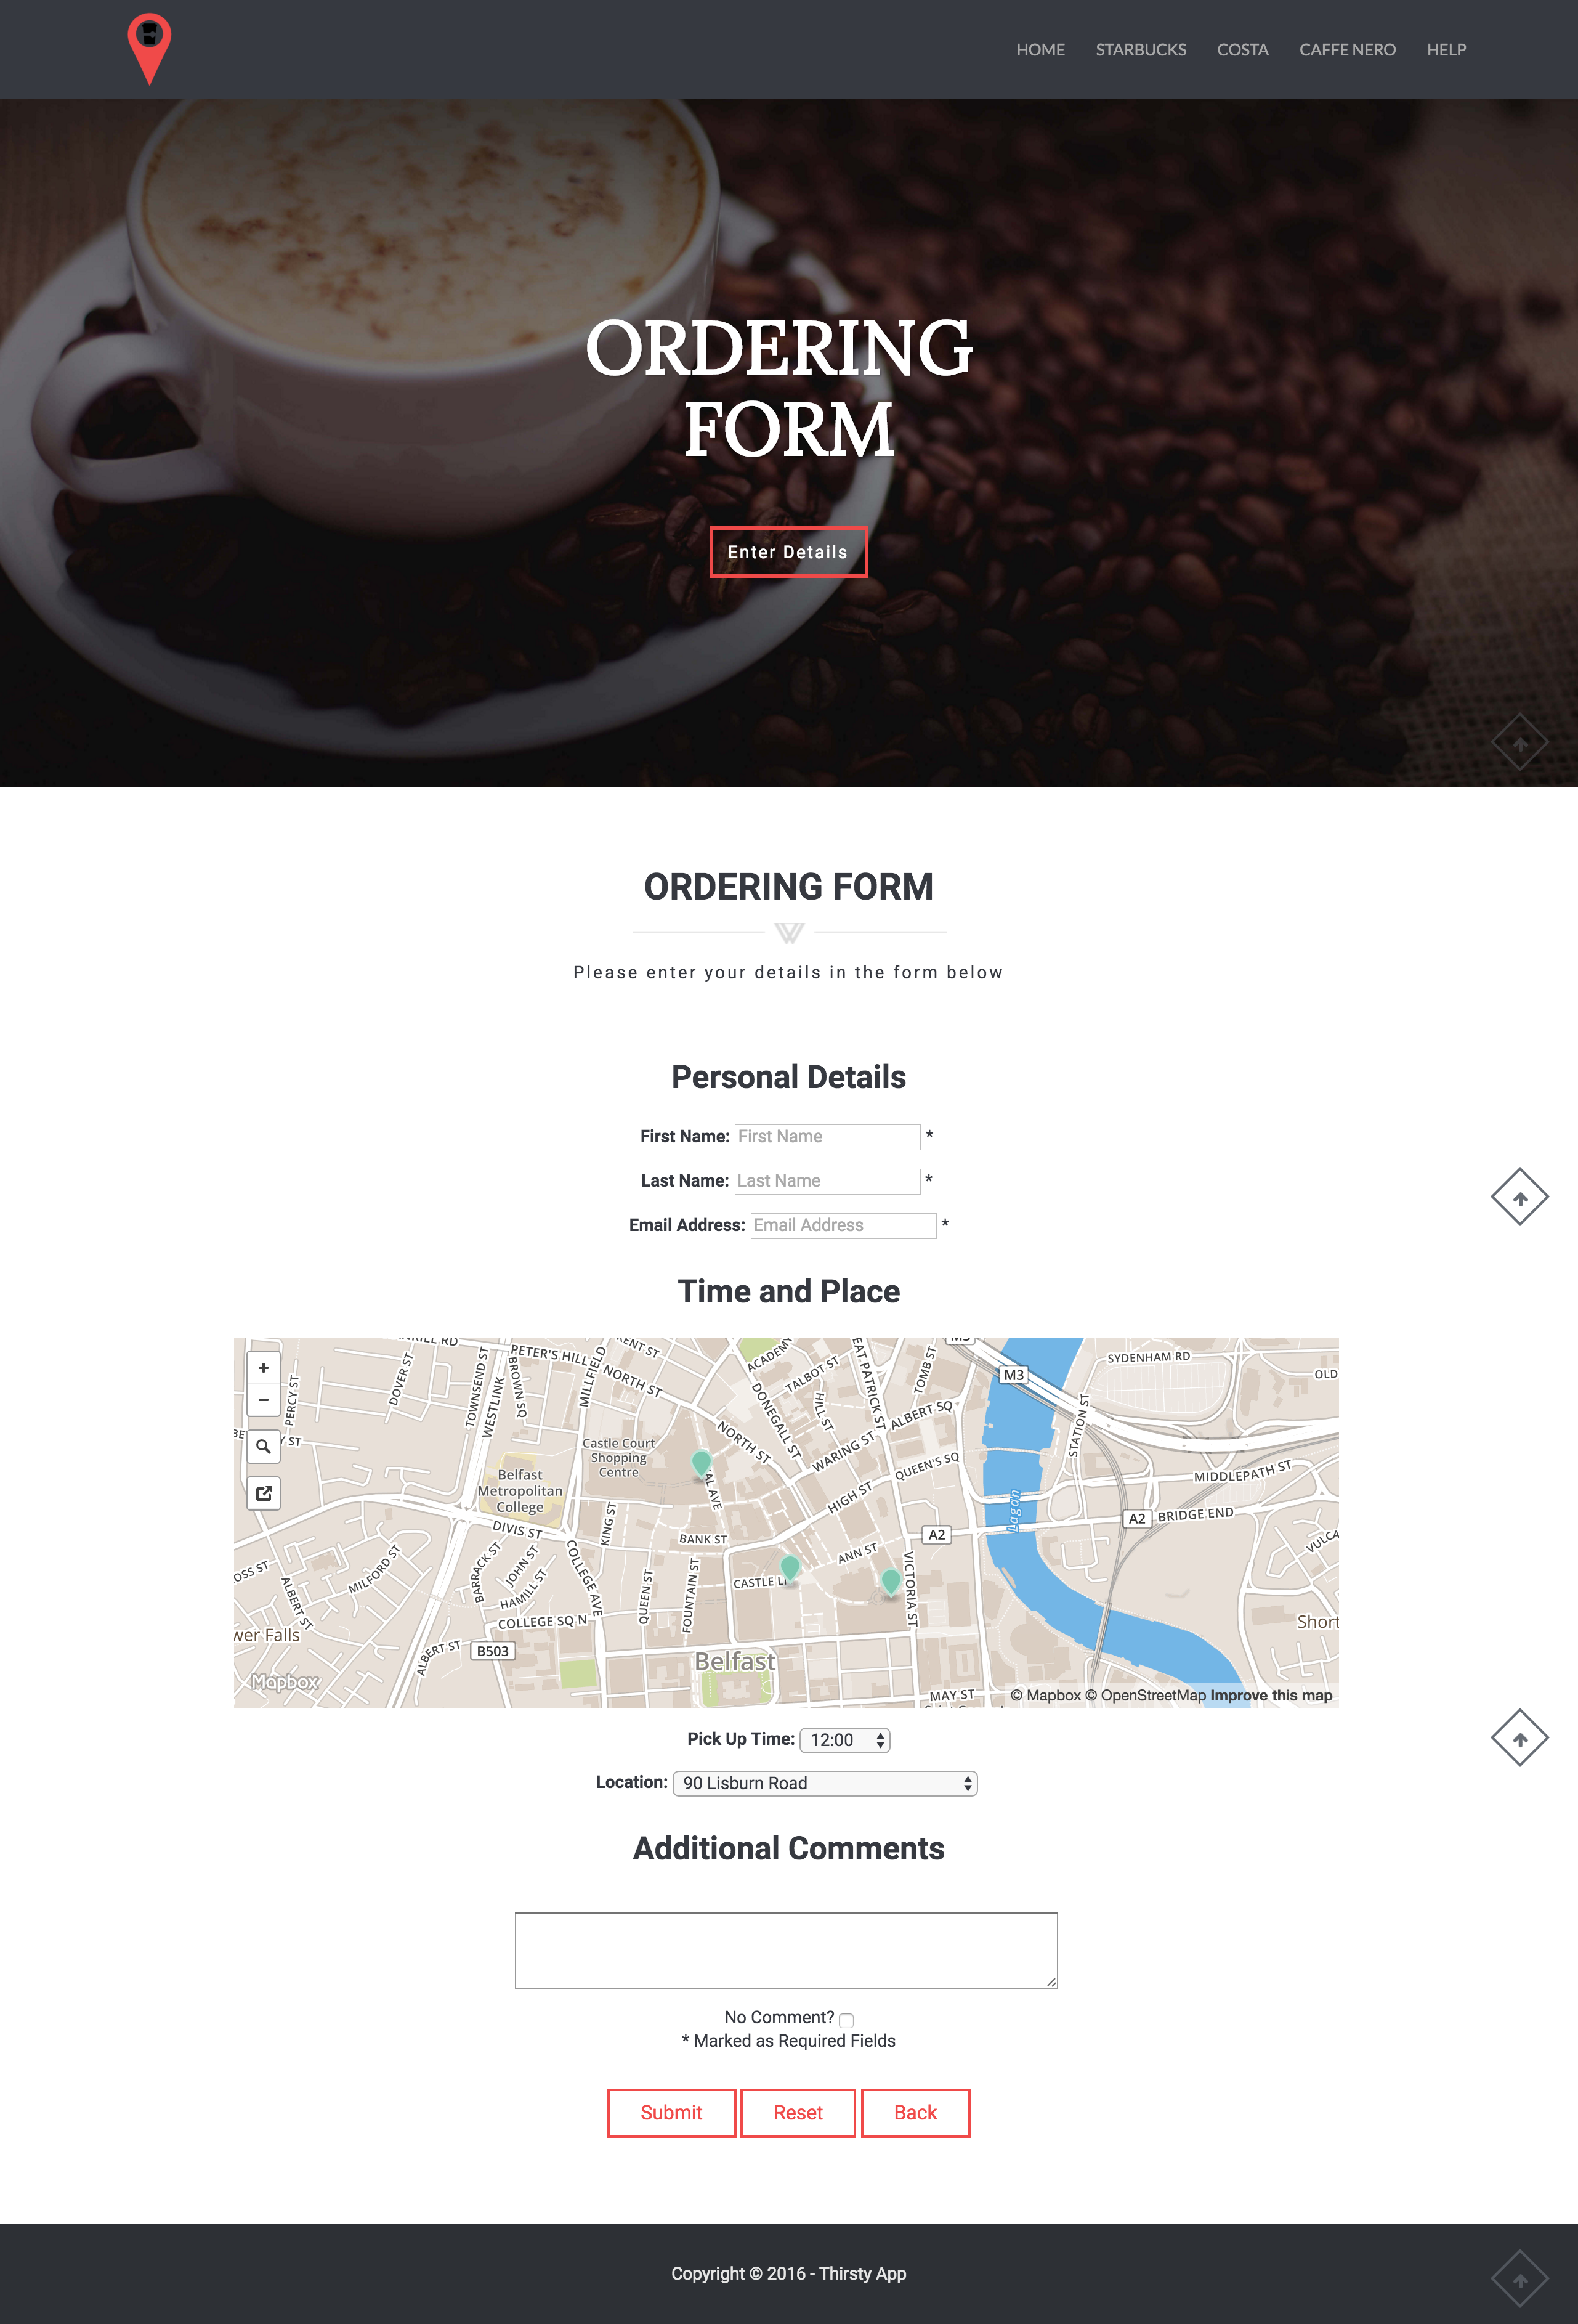 HOME STARBUCKS COSTA CAFFE NERO HELP
ORDERING
FORM
Enter Details
ORDERING FORM
Please enter your details in the form below
Personal Details
First Name: First Name *
Last Name: Last Name *
Email Address: Email Address *
Time and Place
PETER'S HILL
NORTH ST
ACADEMY
TALBOT ST
TOMB ST
M3
SYDENHAM RD
OLD
+
−
PERCY ST
DOVER ST
TOWNSEND ST
WESTLINK
BROWN SQ
MILLFIELD
DONEGALL ST
HILL ST
EAT PATRICK ST
ALBERT SQ
STATION ST
Castle Court
Shopping
Centre
NORTH ST
WARING ST
QUEEN'S SQ
MIDDLEPATH ST
Belfast
Metropolitan
College
AL AVE
HIGH ST
Lagan
A2
BRIDGE END
DIVIS ST
KING ST
BANK ST
A2
ANN ST
VICTORIA ST
VULCA
OSS ST
ALBERT ST
MILFORD ST
BARRACK ST
JOHN ST
HAMILL ST
COLLEGE AVE
QUEEN ST
FOUNTAIN ST
CASTLE L
COLLEGE SQ N
wer Falls
ALBERT ST
B503
Belfast
Short
Mapbox
MAY ST
© Mapbox © OpenStreetMap Improve this map
Pick Up Time: 12:00
Location: 90 Lisburn Road
Additional Comments
No Comment?
* Marked as Required Fields
Submit Reset Back
Copyright © 2016 - Thirsty App